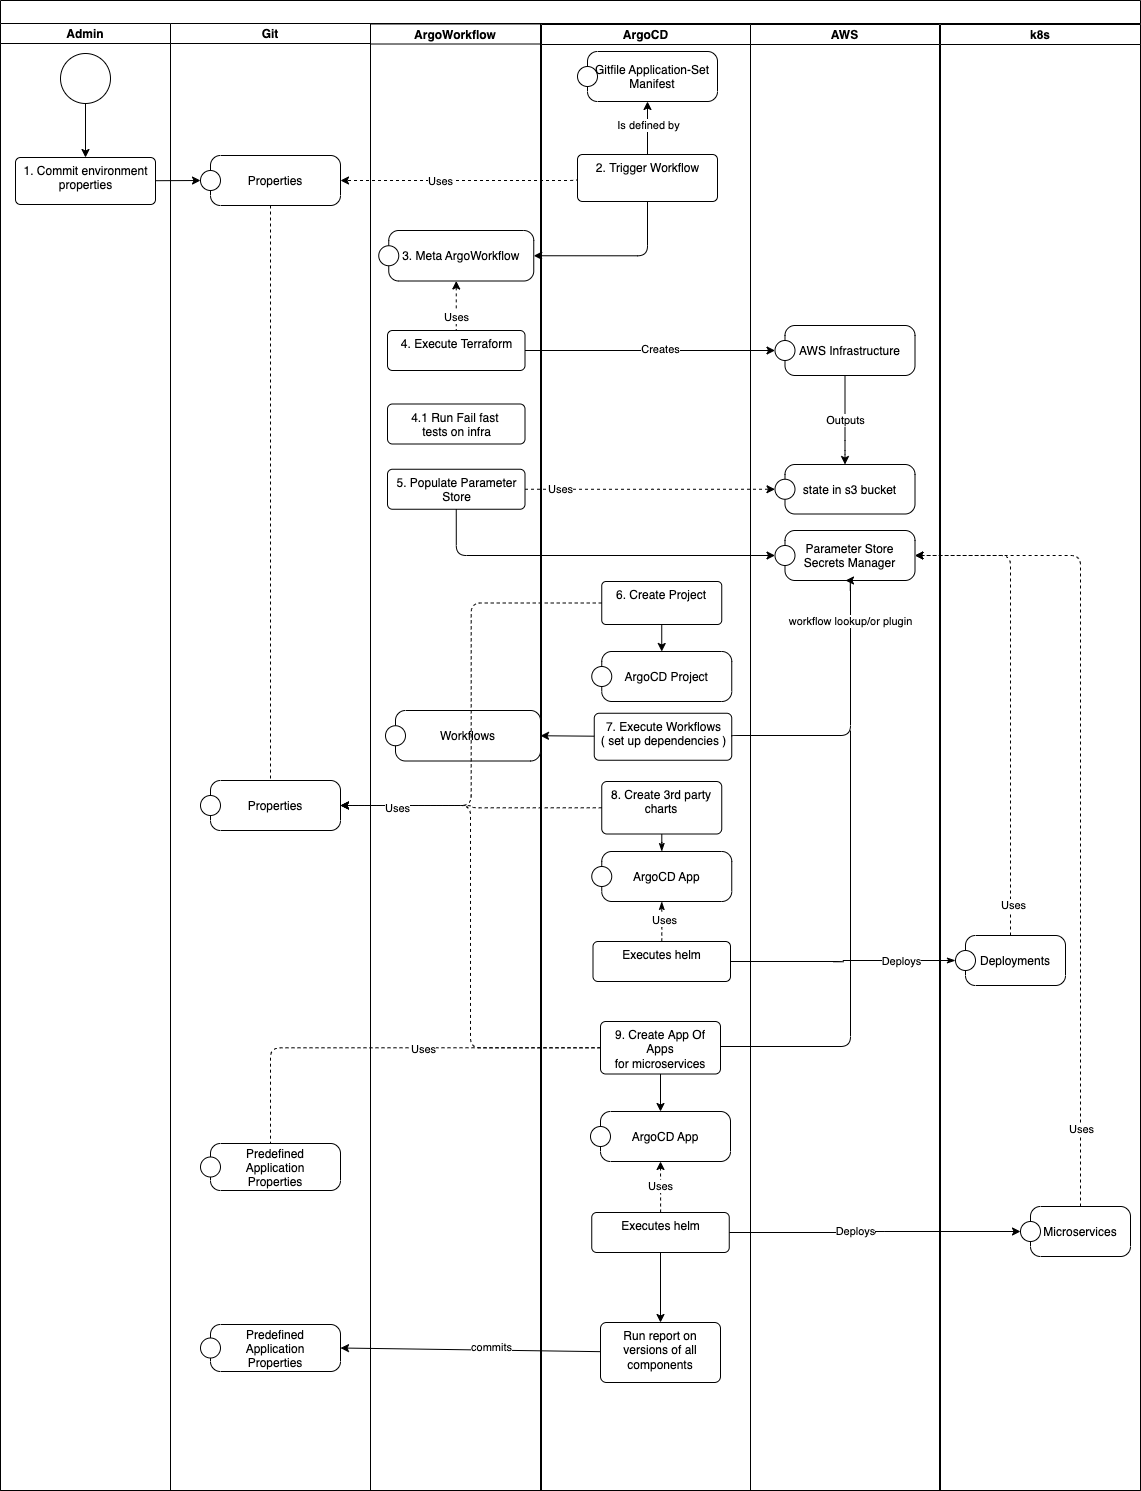 Admin
Git
ArgoWorkflow
ArgoCD
AWS
k8s
Gitfile Application-Set
Manifest
Is defined by
1. Commit environment
properties
Properties
Uses
2. Trigger Workflow
3. Meta ArgoWorkflow
Uses
4. Execute Terraform
Creates
AWS Infrastructure
4.1 Run Fail fast
tests on infra
Outputs
5. Populate Parameter
Store
Uses
state in s3 bucket
Parameter Store
Secrets Manager
6. Create Project
workflow lookup/or plugin
ArgoCD Project
Workflows
7. Execute Workflows
( set up dependencies )
Properties
Uses
8. Create 3rd party
charts
ArgoCD App
Uses
Uses
Executes helm
Deploys
Deployments
Uses
9. Create App Of
Apps
for microservices
ArgoCD App
Uses
Predefined
Application
Properties
Uses
Executes helm
Deploys
Microservices
Predefined
Application
Properties
commits
Run report on
versions of all
components